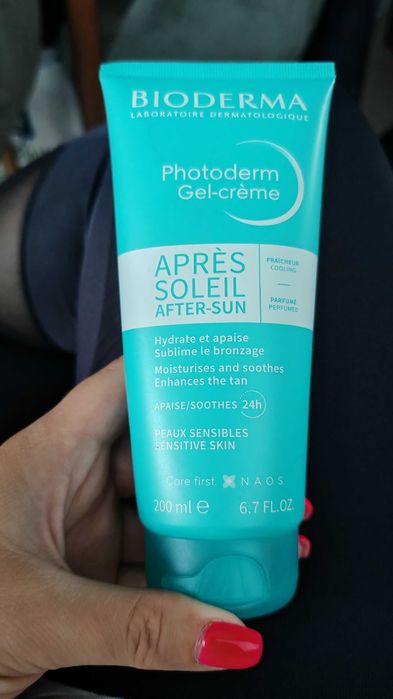 BIODERMA
LABORATOIRE DERMATOLOGIQUE
Photoderm
Gel-crème
APRÈS
SOLEIL
AFTER-SUN
FRAÎCHEUR
COOLING
PARFUMÉ
PERFUMED
Hydrate et apaise
Sublime le bronzage
Moisturises and soothes
Enhances the tan
APAISE/SOOTHES 24h
PEAUX SENSIBLES
SENSITIVE SKIN
Care first. NAOS
200 ml ℮ 6.7 FL.OZ.